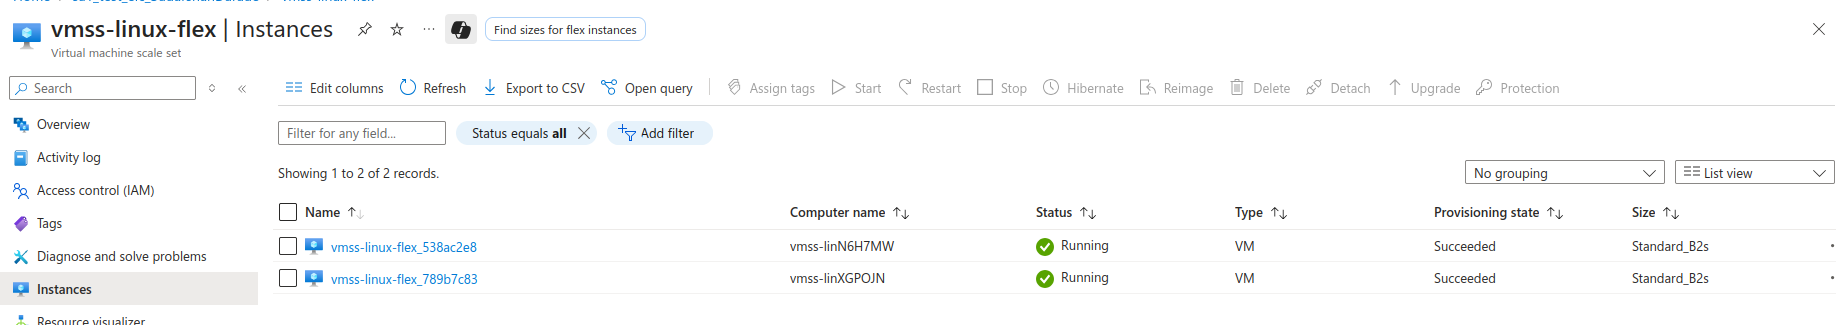 vmss-linux-flex | Instances
Find sizes for flex instances
Virtual machine scale set
Search
Edit columns Refresh Export to CSV Open query Assign tags Start Restart Stop Hibernate Reimage Delete Detach Upgrade Protection
Overview
Activity log
Access control (IAM)
Tags
Diagnose and solve problems
Instances
Resource visualizer
Filter for any field...
Status equals all
Add filter
Showing 1 to 2 of 2 records.
No grouping
List view
Name Computer name Status Type Provisioning state Size
vmss-linux-flex_538ac2e8 vmss-linN6H7MW Running VM Succeeded Standard_B2s
vmss-linux-flex_789b7c83 vmss-linXGPOJN Running VM Succeeded Standard_B2s